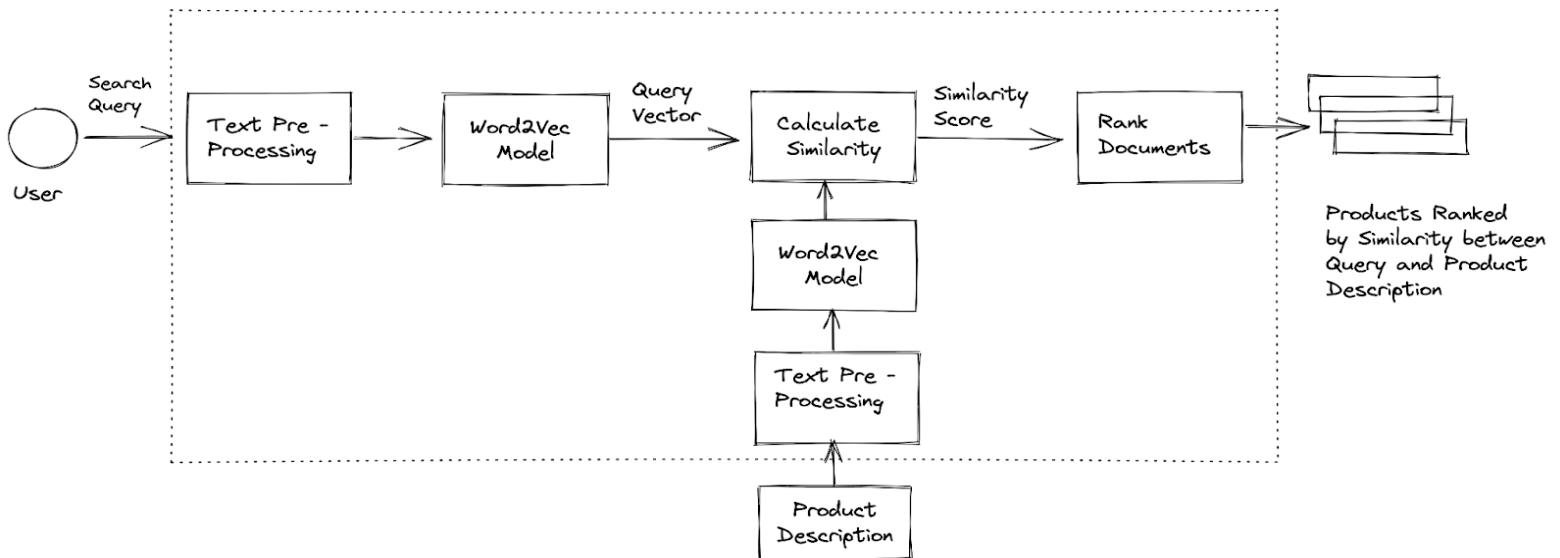 Search
Query
User
Text Pre -
Processing
Word2Vec
Model
Query
Vector
Calculate
Similarity
Similarity
Score
Rank
Documents
Products Ranked
by Similarity between
Query and Product
Description
Word2Vec
Model
Text Pre -
Processing
Product
Description